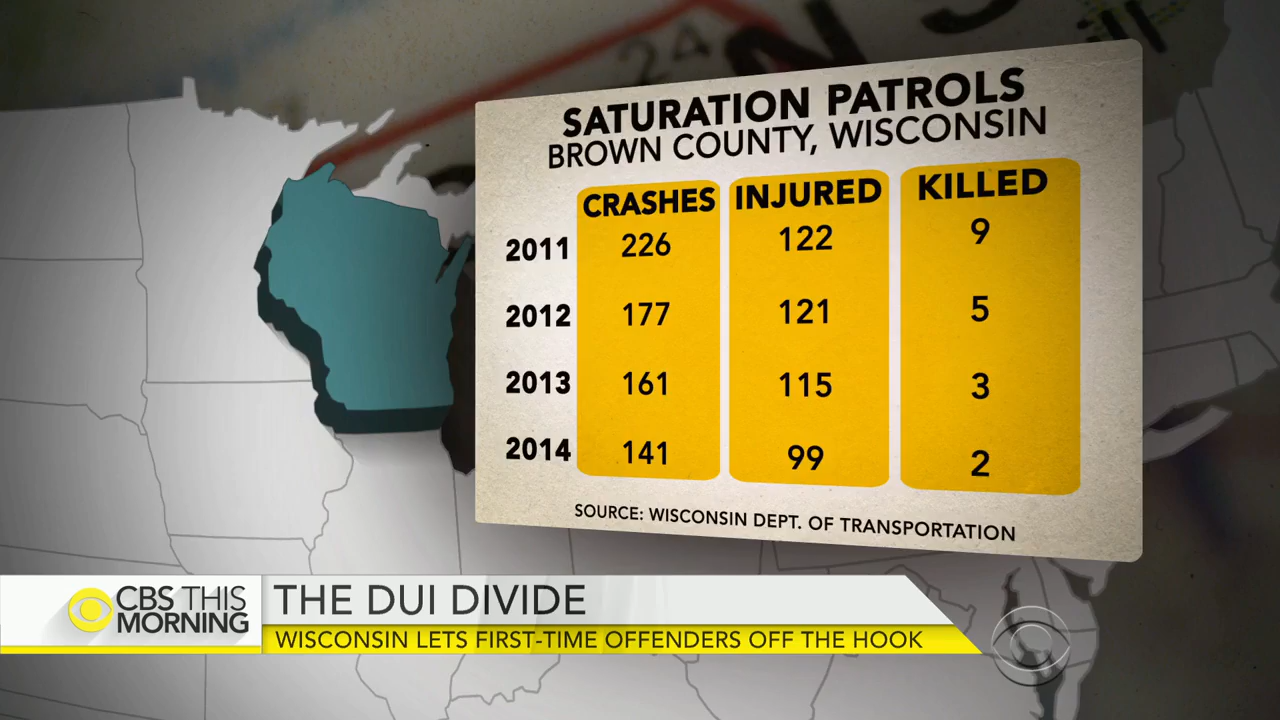 24
SATURATION PATROLS
BROWN COUNTY, WISCONSIN
CRASHES INJURED KILLED
2011 226 122 9
2012 177 121 5
2013 161 115 3
2014 141 99 2
SOURCE: WISCONSIN DEPT. OF TRANSPORTATION
CBS THIS MORNING
THE DUI DIVIDE
WISCONSIN LETS FIRST-TIME OFFENDERS OFF THE HOOK